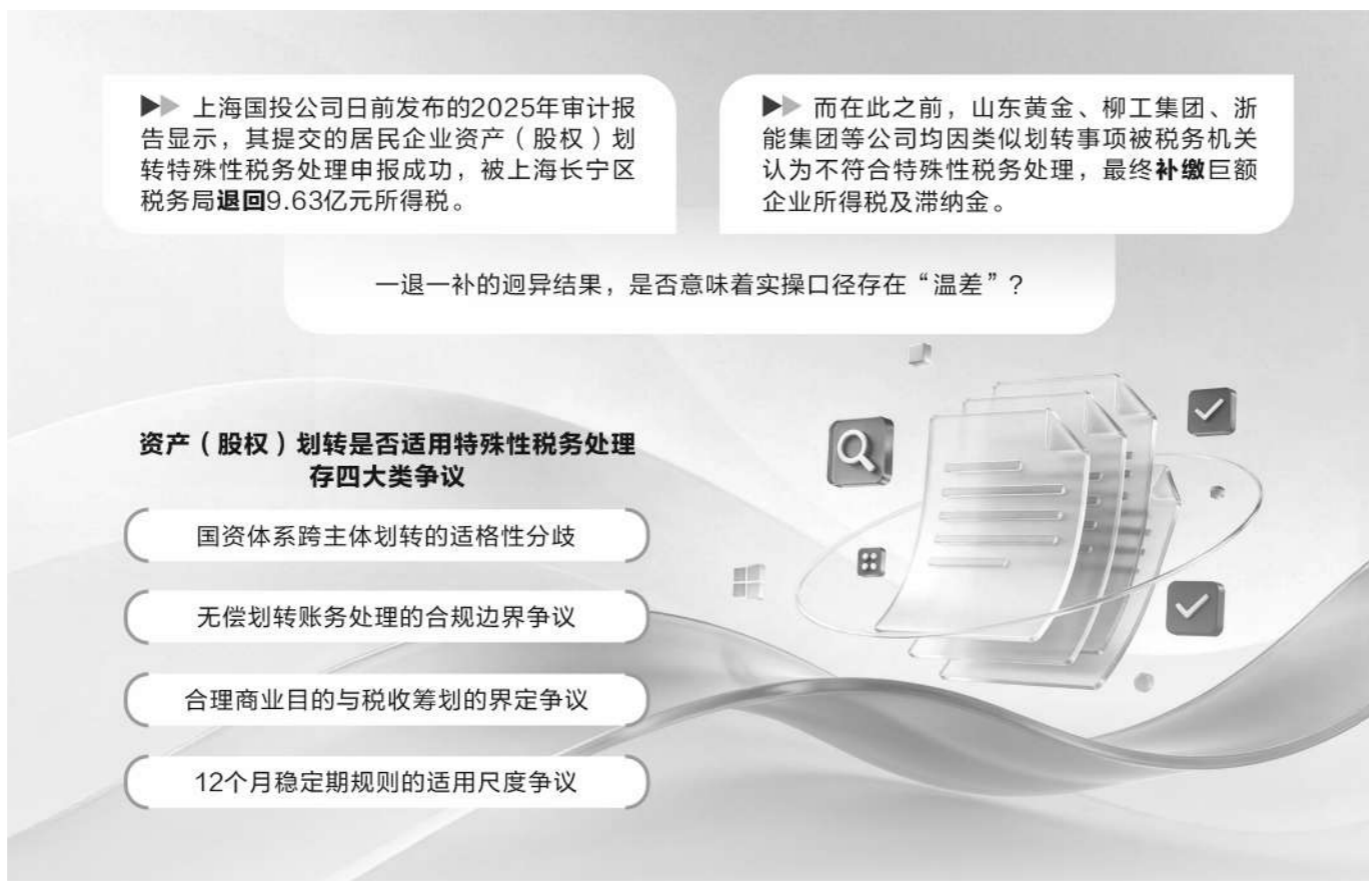 ▶▶ 上海国投公司日前发布的2025年审计报
告显示，其提交的居民企业资产（股权）划
转特殊性税务处理申报成功，被上海长宁区
税务局退回9.63亿元所得税。
▶▶ 而在此之前，山东黄金、柳工集团、浙
能集团等公司均因类似划转事项被税务机关
认为不符合特殊性税务处理，最终补缴巨额
企业所得税及滞纳金。
一退一补的迥异结果，是否意味着实操口径存在“温差”？
资产（股权）划转是否适用特殊性税务处理
存四大类争议
国资体系跨主体划转的适格性分歧
无偿划转账务处理的合规边界争议
合理商业目的与税收筹划的界定争议
12个月稳定期规则的适用尺度争议